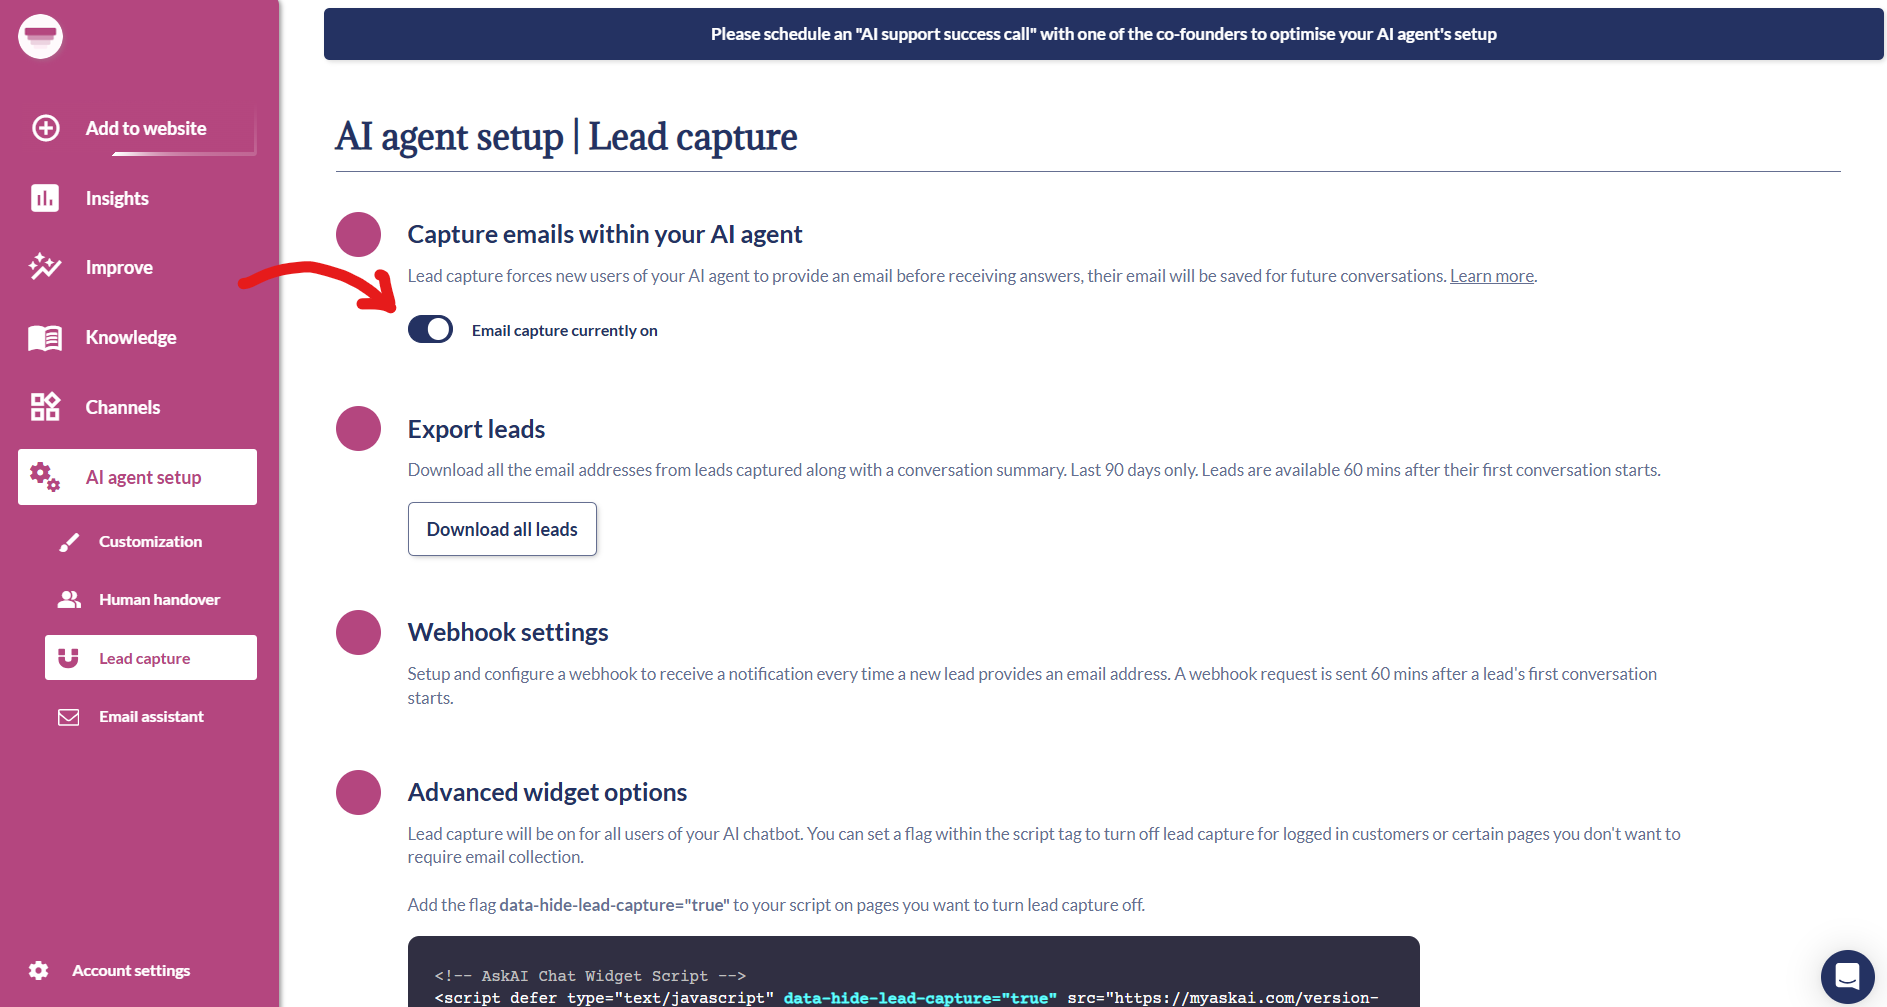 Please schedule an "AI support success call" with one of the co-founders to optimise your AI agent's setup
Add to website
Insights
Improve
Knowledge
Channels
AI agent setup
Customization
Human handover
Lead capture
Email assistant
Account settings
AI agent setup | Lead capture
Capture emails within your AI agent
Lead capture forces new users of your AI agent to provide an email before receiving answers, their email will be saved for future conversations. Learn more.
Email capture currently on
Export leads
Download all the email addresses from leads captured along with a conversation summary. Last 90 days only. Leads are available 60 mins after their first conversation starts.
Download all leads
Webhook settings
Setup and configure a webhook to receive a notification every time a new lead provides an email address. A webhook request is sent 60 mins after a lead's first conversation
starts.
Advanced widget options
Lead capture will be on for all users of your AI chatbot. You can set a flag within the script tag to turn off lead capture for logged in customers or certain pages you don't want to
require email collection.
Add the flag data-hide-lead-capture="true" to your script on pages you want to turn lead capture off.
<!-- AskAI Chat Widget Script -->
<script defer type="text/javascript" data-hide-lead-capture="true" src="https://myaskai.com/version-